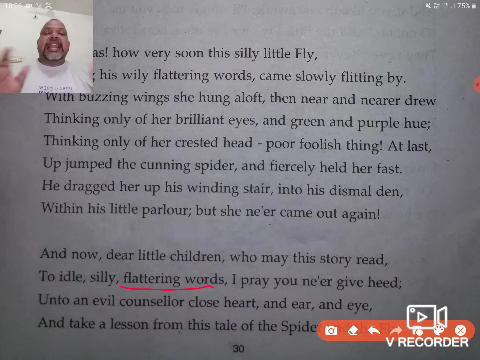 18:26
75%
as! how very soon this silly little Fly,
his wily flattering words, came slowly flitting by.
With buzzing wings she hung aloft, then near and nearer drew
Thinking only of her brilliant eyes, and green and purple hue;
Thinking only of her crested head - poor foolish thing! At last,
Up jumped the cunning spider, and fiercely held her fast.
He dragged her up his winding stair, into his dismal den,
Within his little parlour; but she ne'er came out again!
And now, dear little children, who may this story read,
To idle, silly, flattering words, I pray you ne'er give heed;
Unto an evil counsellor close heart, and ear, and eye,
And take a lesson from this tale of the Spider
30
V RECORDER